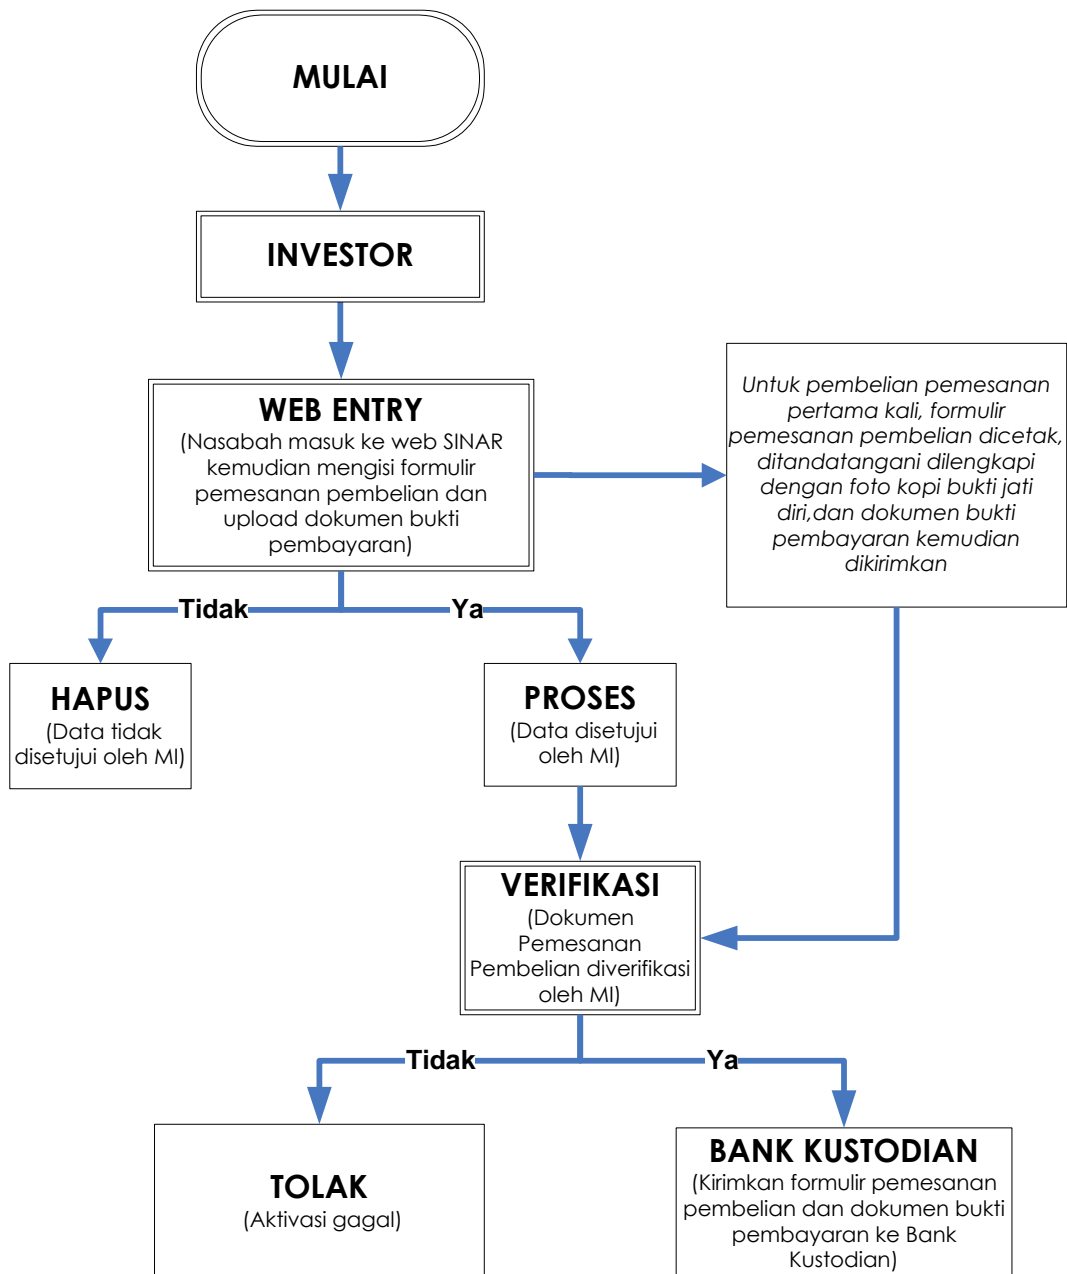 MULAI
INVESTOR
WEB ENTRY
(Nasabah masuk ke web SINAR
kemudian mengisi formulir
pemesanan pembelian dan
upload dokumen bukti
pembayaran)
Untuk pembelian pemesanan
pertama kali, formulir
pemesanan pembelian dicetak,
ditandatangani dilengkapi
dengan foto kopi bukti jati
diri,dan dokumen bukti
pembayaran kemudian
dikirimkan
Tidak
Ya
HAPUS
(Data tidak
disetujui oleh MI)
PROSES
(Data disetujui
oleh MI)
VERIFIKASI
(Dokumen
Pemesanan
Pembelian diverifikasi
oleh MI)
Tidak
Ya
TOLAK
(Aktivasi gagal)
BANK KUSTODIAN
(Kirimkan formulir pemesanan
pembelian dan dokumen bukti
pembayaran ke Bank
Kustodian)